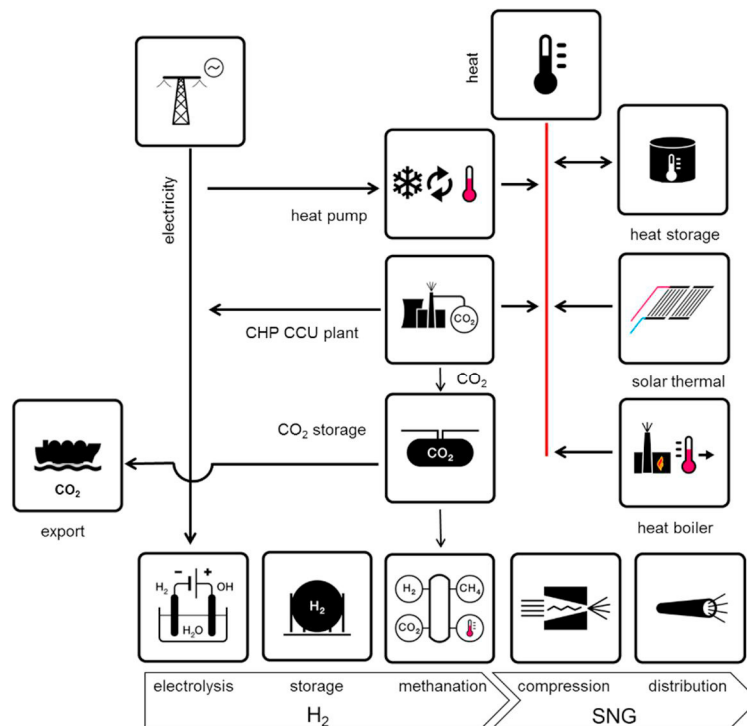 heat
electricity
heat pump
heat storage
CO₂
CHP CCU plant
solar thermal
CO₂
CO₂ storage
CO₂
CO₂
export
heat boiler
− +
H₂ OH
H₂O
H₂
H₂ CH₄
CO₂
electrolysis storage methanation compression distribution
H₂ SNG